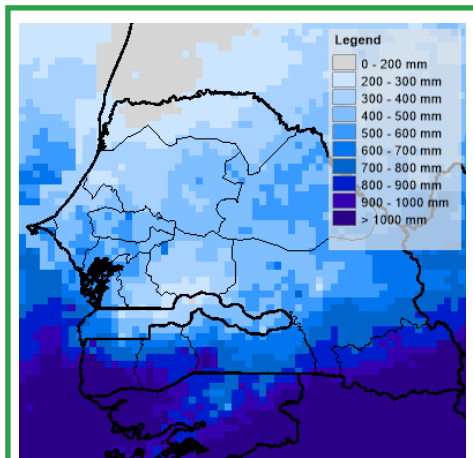 Legend
0 - 200 mm
200 - 300 mm
300 - 400 mm
400 - 500 mm
500 - 600 mm
600 - 700 mm
700 - 800 mm
800 - 900 mm
900 - 1000 mm
> 1000 mm